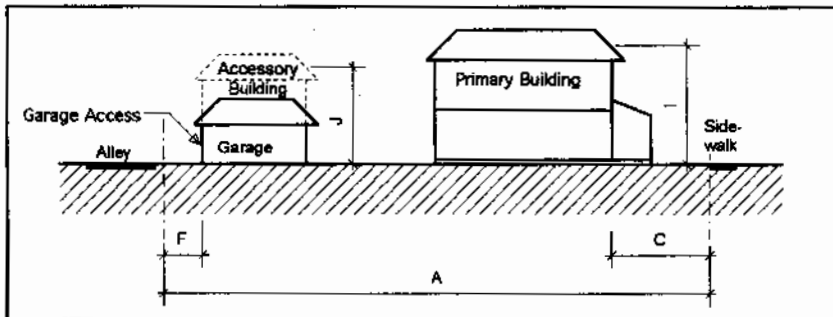 Accessory
Building
Primary Building
Garage Access
J
I
Side-
walk
Alley
Garage
F
C
A